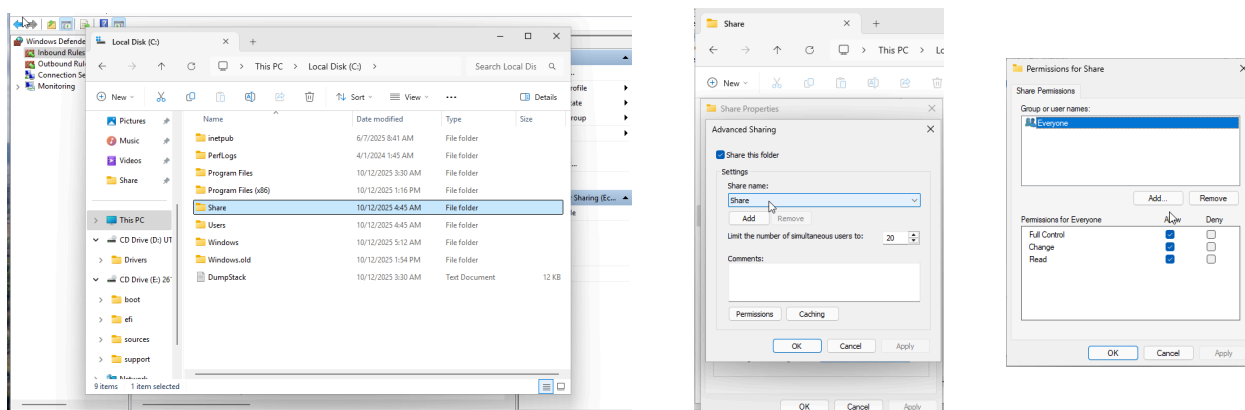 Windows Defende
Inbound Rules
Outbound Rul
Connection Se
Monitoring
Local Disk (C:)
This PC > Local Disk (C:) >
Search Local Dis
New
Sort
View
Details
Pictures
Music
Videos
Share
This PC
CD Drive (D:) UT
Drivers
CD Drive (E:) 26
boot
efi
sources
support
Name Date modified Type Size
inetpub 6/7/2025 8:41 AM File folder
PerfLogs 4/1/2024 1:45 AM File folder
Program Files 10/12/2025 3:30 AM File folder
Program Files (x86) 10/12/2025 1:16 PM File folder
Share 10/12/2025 4:45 AM File folder
Users 10/12/2025 4:45 AM File folder
Windows 10/12/2025 5:12 AM File folder
Windows.old 10/12/2025 1:54 PM File folder
DumpStack 10/12/2025 3:30 AM Text Document 12 KB
9 items 1 item selected
rofile
ate
roup
Sharing (Ec...
Share
This PC > Lo
New
Share Properties
Advanced Sharing
Share this folder
Settings
Share name:
Share
Add Remove
Limit the number of simultaneous users to: 20
Comments:
Permissions Caching
OK Cancel Apply
OK Cancel Apply
Permissions for Share
Share Permissions
Group or user names:
Everyone
Add... Remove
Permissions for Everyone Allow Deny
Full Control
Change
Read
OK Cancel Apply